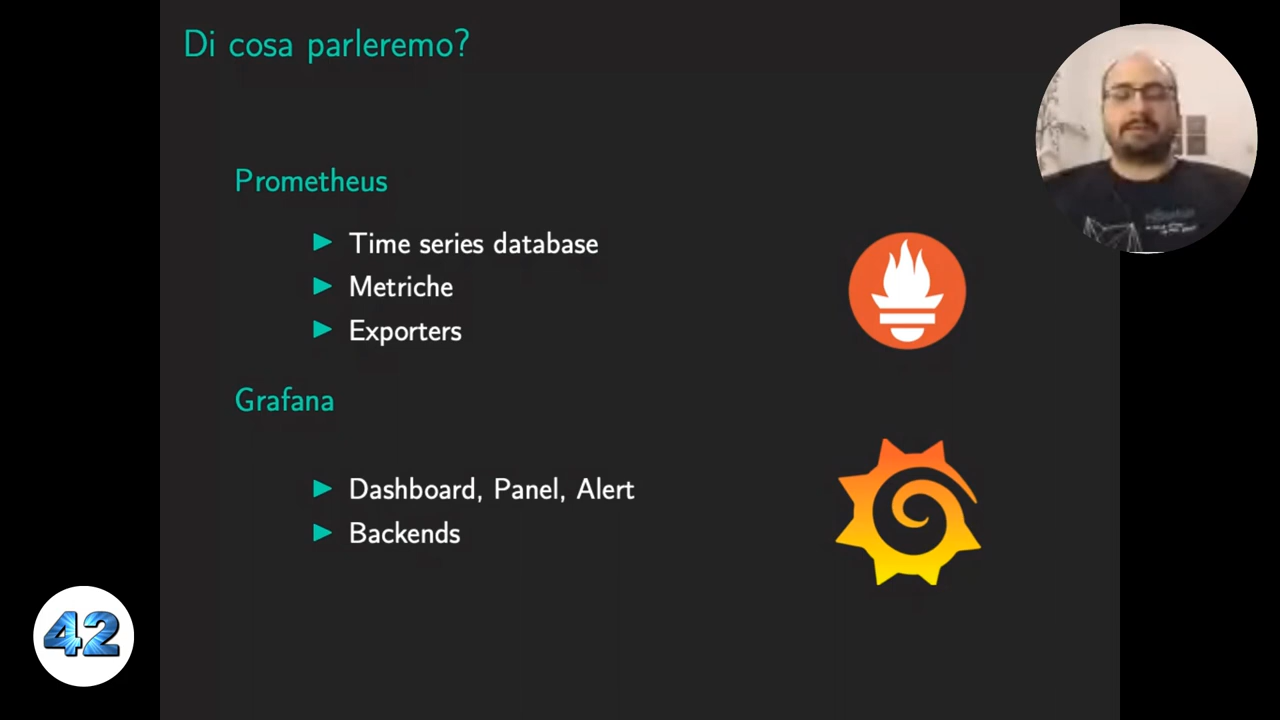 Di cosa parleremo?
Prometheus
Time series database
Metriche
Exporters
Grafana
Dashboard, Panel, Alert
Backends
42